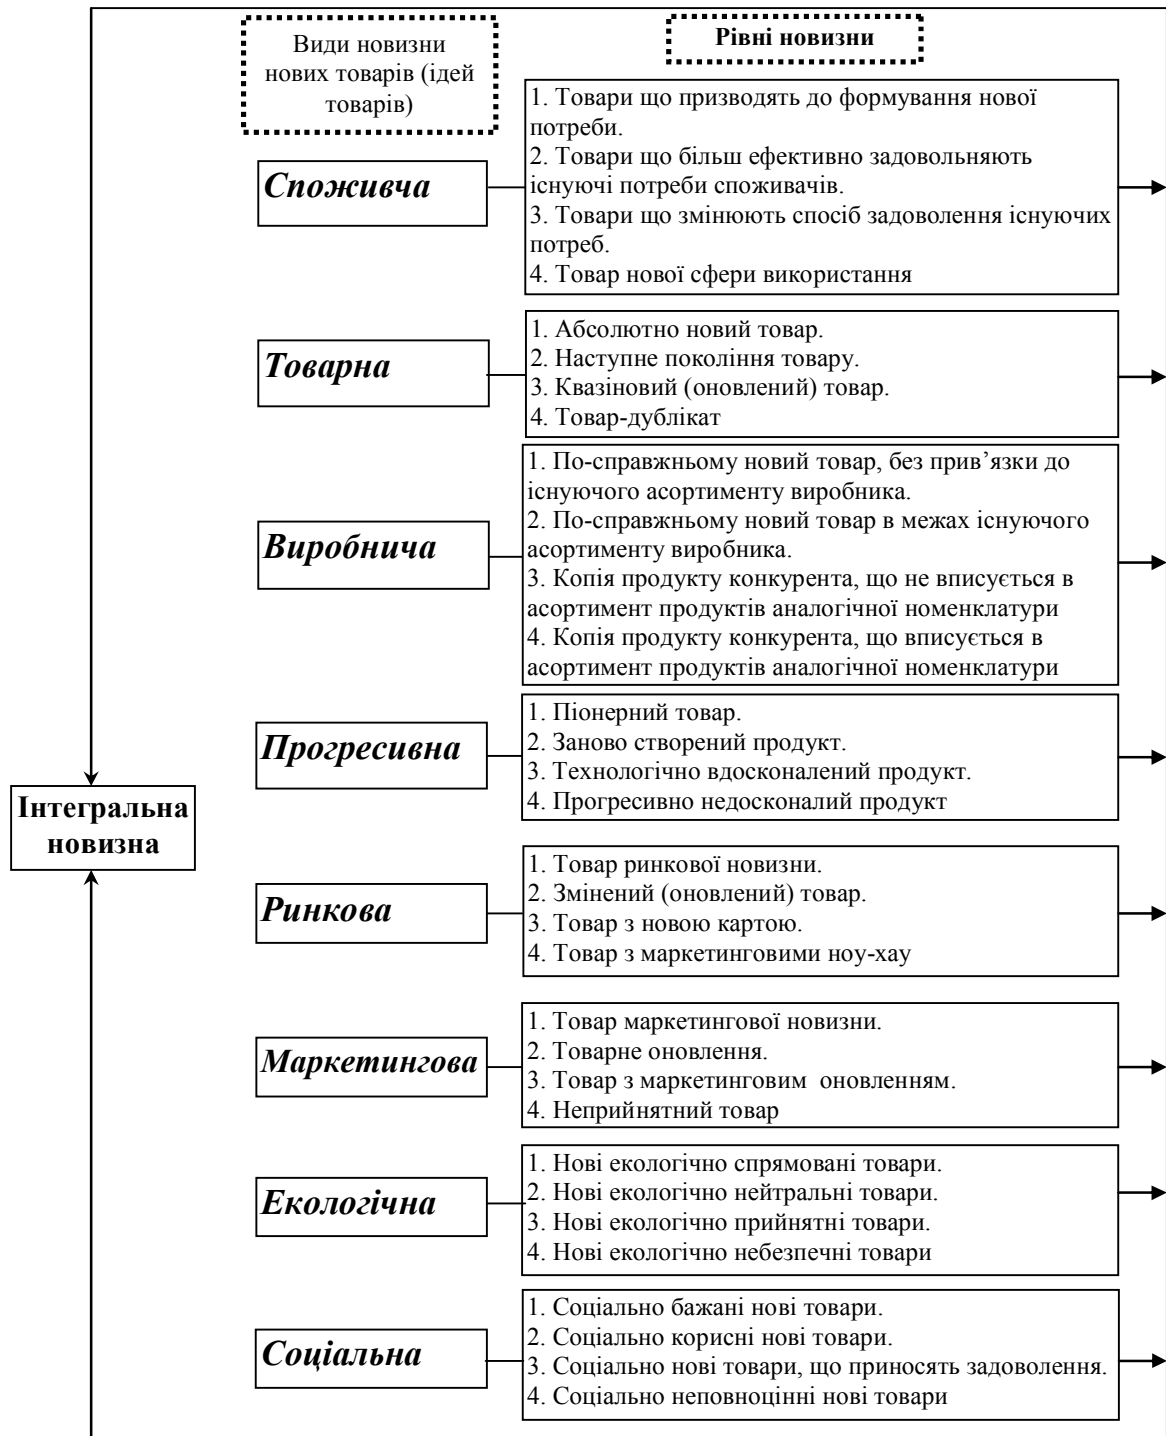 Види новизни
нових товарів (ідей
товарів)
Рівні новизни
Споживча
1. Товари що призводять до формування нової
потреби.
2. Товари що більш ефективно задовольняють
існуючі потреби споживачів.
3. Товари що змінюють спосіб задоволення існуючих
потреб.
4. Товар нової сфери використання
Товарна
1. Абсолютно новий товар.
2. Наступне покоління товару.
3. Квазіновий (оновлений) товар.
4. Товар-дублікат
Виробнича
1. По-справжньому новий товар, без прив’язки до
існуючого асортименту виробника.
2. По-справжньому новий товар в межах існуючого
асортименту виробника.
3. Копія продукту конкурента, що не вписується в
асортимент продуктів аналогічної номенклатури
4. Копія продукту конкурента, що вписується в
асортимент продуктів аналогічної номенклатури
Прогресивна
1. Піонерний товар.
2. Заново створений продукт.
3. Технологічно вдосконалений продукт.
4. Прогресивно недосконалий продукт
Інтегральна
новизна
Ринкова
1. Товар ринкової новизни.
2. Змінений (оновлений) товар.
3. Товар з новою картою.
4. Товар з маркетинговими ноу-хау
Маркетингова
1. Товар маркетингової новизни.
2. Товарне оновлення.
3. Товар з маркетинговим оновленням.
4. Неприйнятний товар
Екологічна
1. Нові екологічно спрямовані товари.
2. Нові екологічно нейтральні товари.
3. Нові екологічно прийнятні товари.
4. Нові екологічно небезпечні товари
Соціальна
1. Соціально бажані нові товари.
2. Соціально корисні нові товари.
3. Соціально нові товари, що приносять задоволення.
4. Соціально неповноцінні нові товари